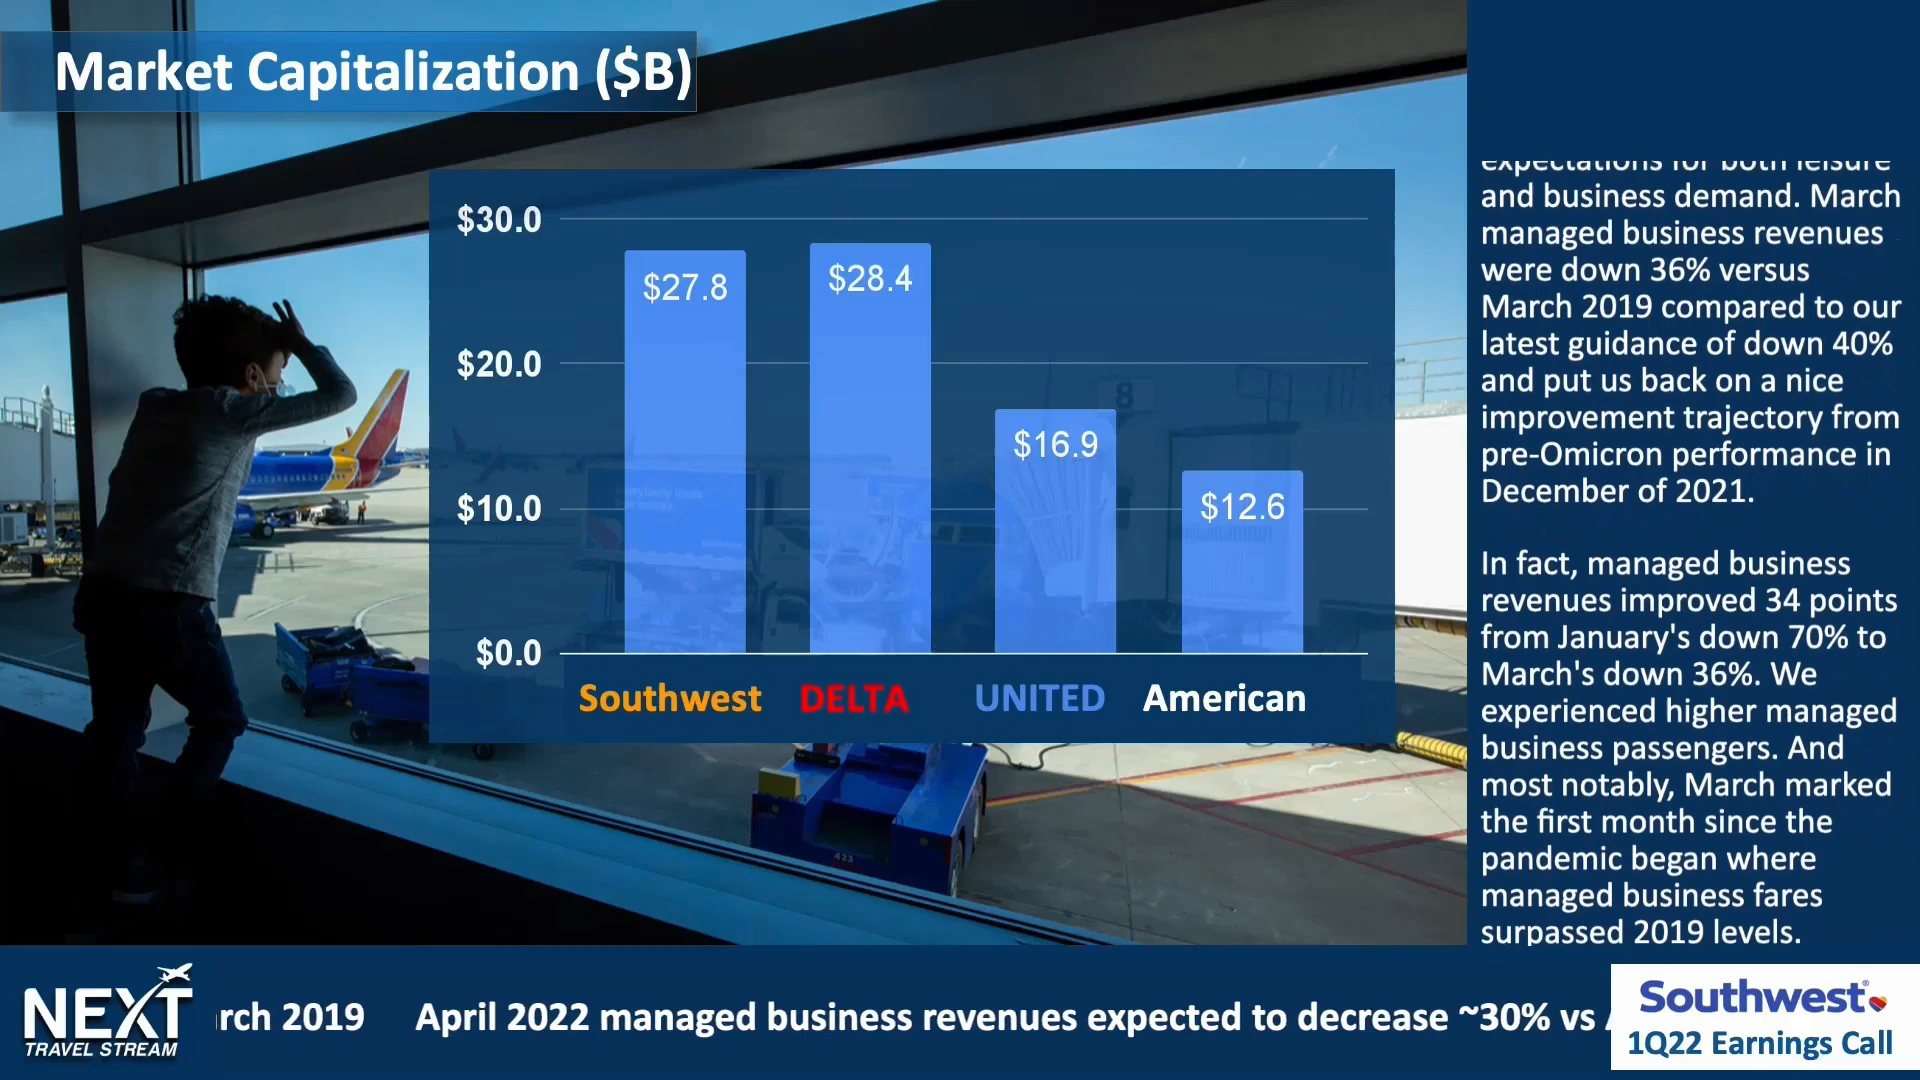 Market Capitalization ($B)
$30.0
$20.0
$10.0
$0.0
$27.8
$28.4
$16.9
$12.6
Southwest DELTA UNITED American
8
423
expectations for both leisure
and business demand. March
managed business revenues
were down 36% versus
March 2019 compared to our
latest guidance of down 40%
and put us back on a nice
improvement trajectory from
pre-Omicron performance in
December of 2021.
In fact, managed business
revenues improved 34 points
from January's down 70% to
March's down 36%. We
experienced higher managed
business passengers. And
most notably, March marked
the first month since the
pandemic began where
managed business fares
surpassed 2019 levels.
NEXT
TRAVEL STREAM
rch 2019 April 2022 managed business revenues expected to decrease ~30% vs
Southwest®
1Q22 Earnings Call